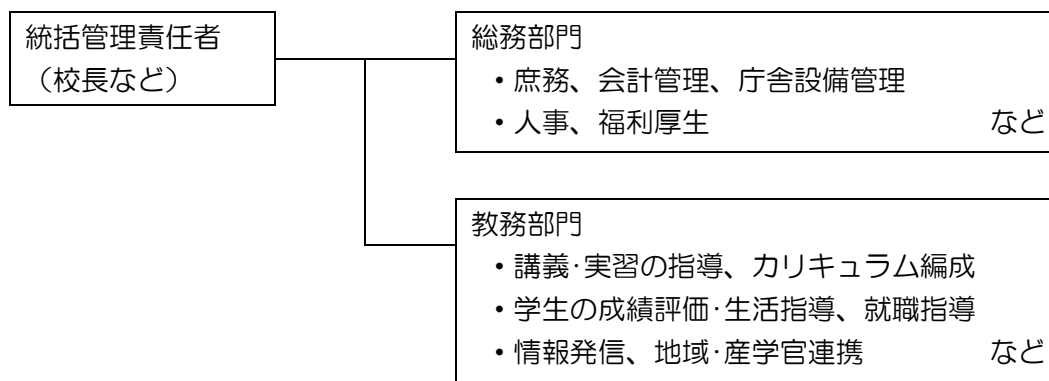 統括管理責任者
（校長など）
総務部門
・庶務、会計管理、庁舎設備管理
・人事、福利厚生 など
教務部門
・講義･実習の指導、カリキュラム編成
・学生の成績評価･生活指導、就職指導
・情報発信、地域･産学官連携 など